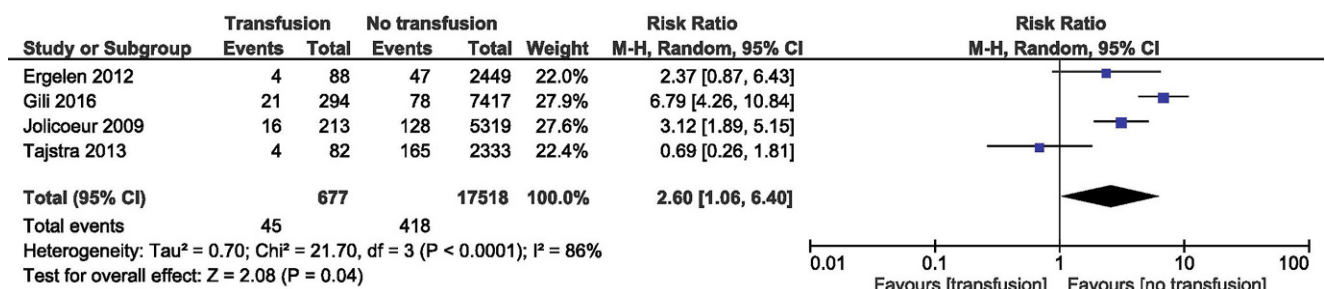 Transfusion No transfusion Risk Ratio Risk Ratio
Study or Subgroup Events Total Events Total Weight M-H, Random, 95% CI M-H, Random, 95% CI
Ergelen 2012 4 88 47 2449 22.0% 2.37 [0.87, 6.43]
Gili 2016 21 294 78 7417 27.9% 6.79 [4.26, 10.84]
Jolicoeur 2009 16 213 128 5319 27.6% 3.12 [1.89, 5.15]
Tajstra 2013 4 82 165 2333 22.4% 0.69 [0.26, 1.81]
Total (95% CI) 677 17518 100.0% 2.60 [1.06, 6.40]
Total events 45 418
Heterogeneity: Tau² = 0.70; Chi² = 21.70, df = 3 (P < 0.0001); I² = 86%
Test for overall effect: Z = 2.08 (P = 0.04)
0.01 0.1 1 10 100
Favours [transfusion] Favours [no transfusion]